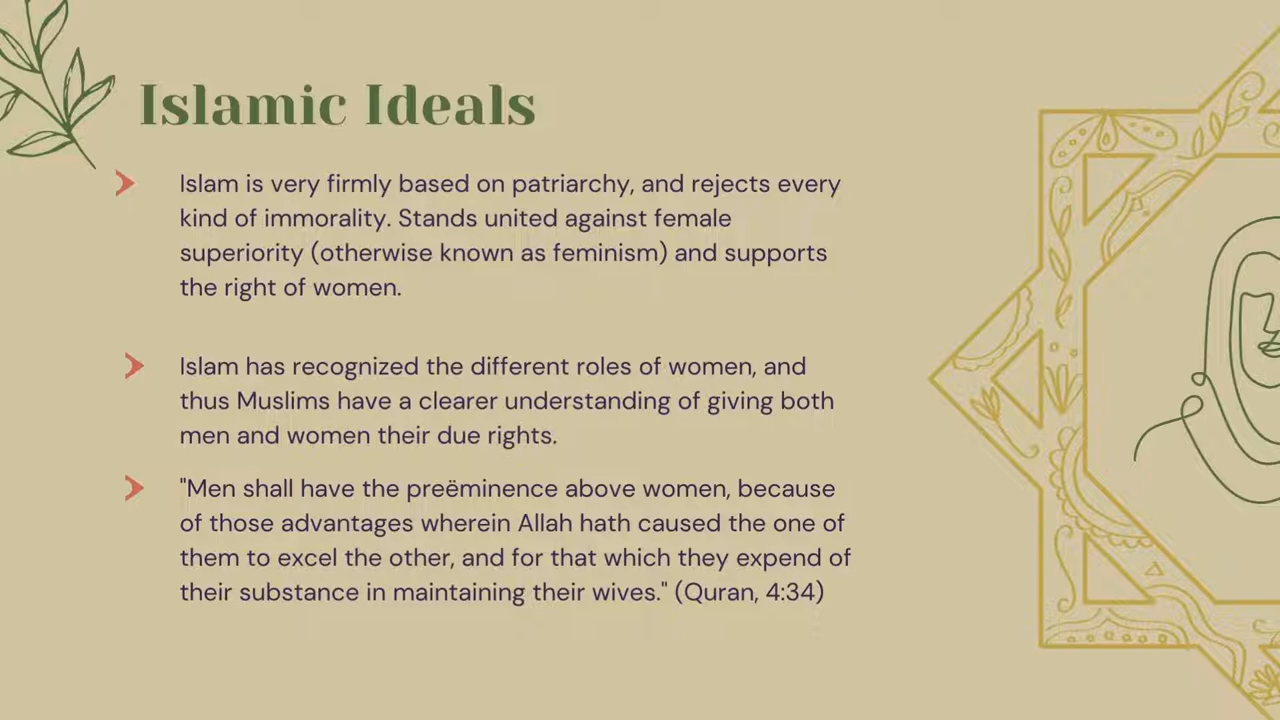 Islamic Ideals
Islam is very firmly based on patriarchy, and rejects every
kind of immorality. Stands united against female
superiority (otherwise known as feminism) and supports
the right of women.
Islam has recognized the different roles of women, and
thus Muslims have a clearer understanding of giving both
men and women their due rights.
"Men shall have the preëminence above women, because
of those advantages wherein Allah hath caused the one of
them to excel the other, and for that which they expend of
their substance in maintaining their wives." (Quran, 4:34)